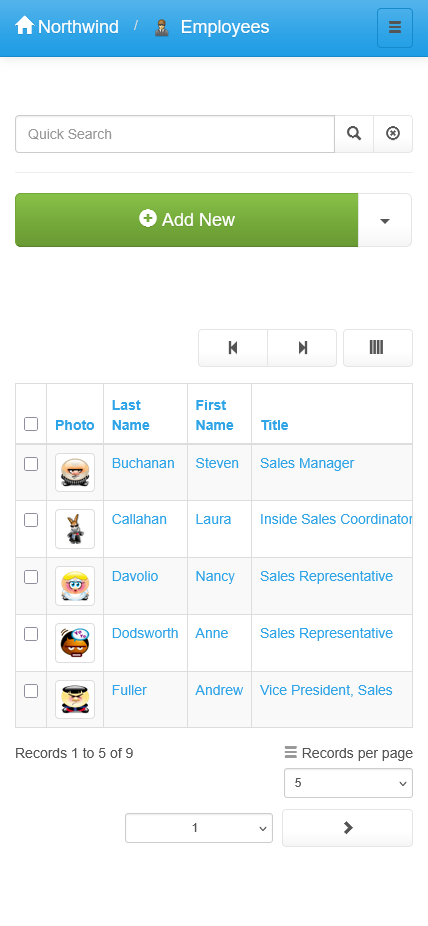 Northwind / Employees
Quick Search
Add New
Photo Last Name First Name Title
Buchanan Steven Sales Manager
Callahan Laura Inside Sales Coordinator
Davolio Nancy Sales Representative
Dodsworth Anne Sales Representative
Fuller Andrew Vice President, Sales
Records 1 to 5 of 9 Records per page
5
1